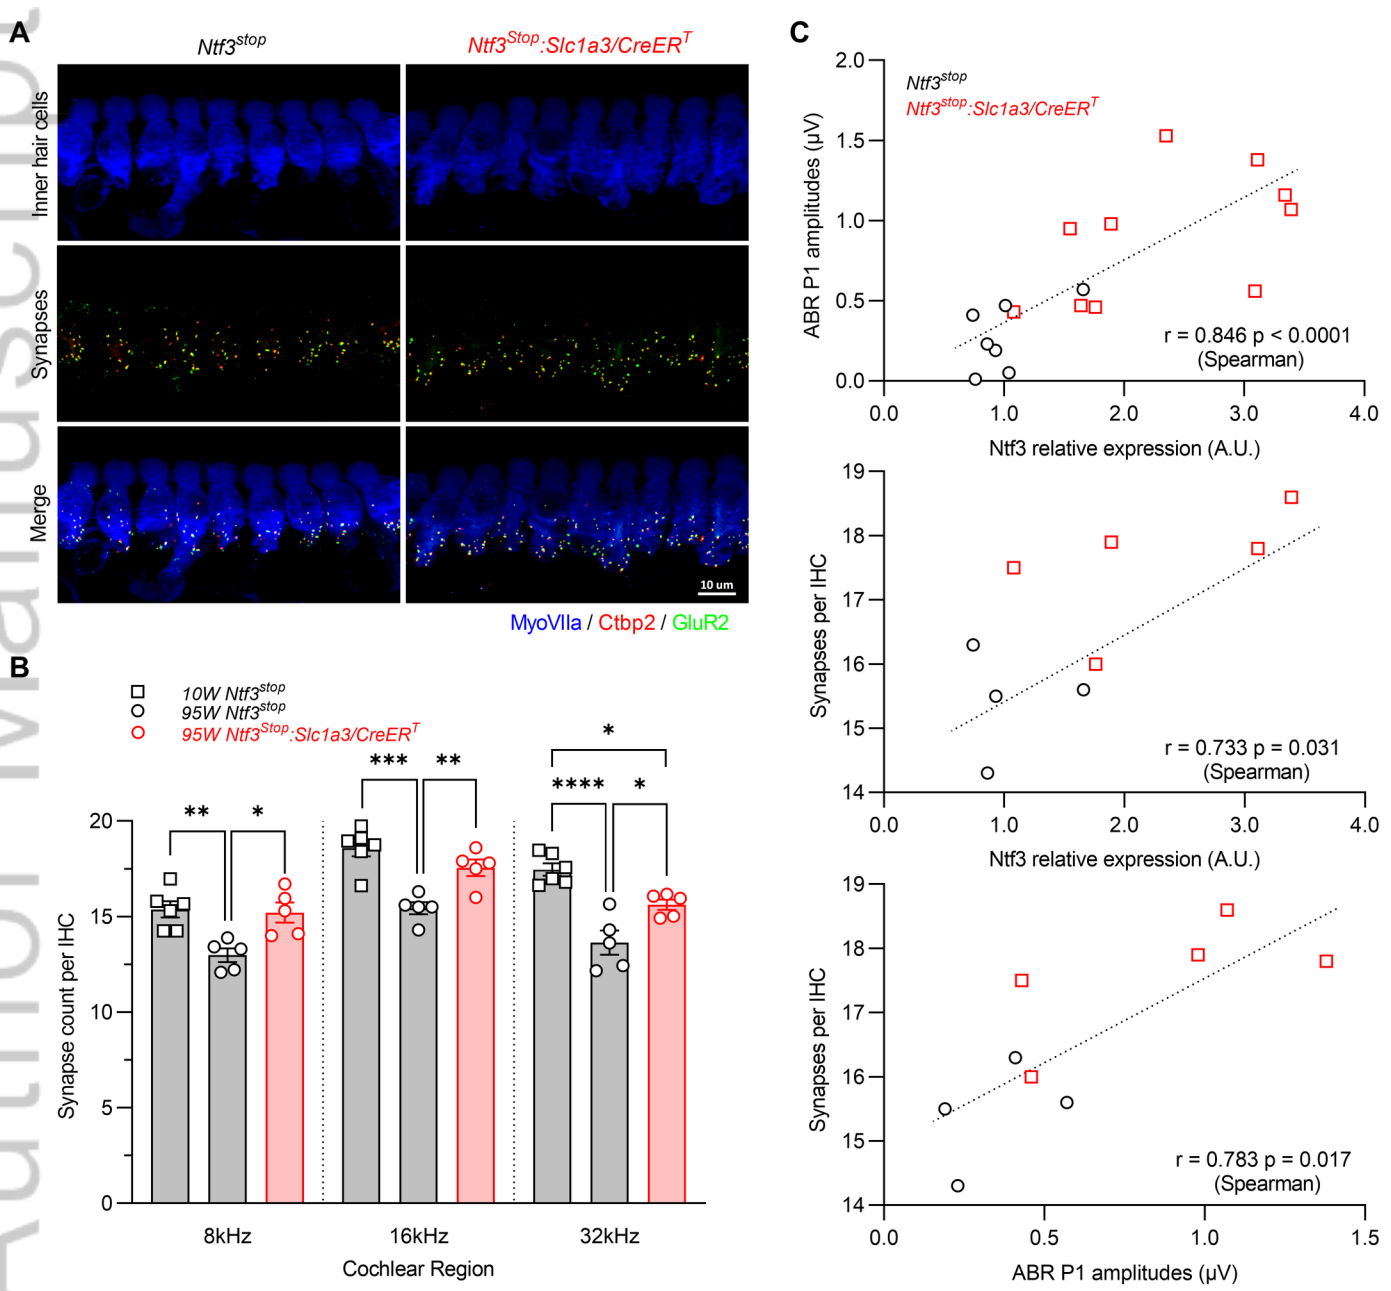 Author Manuscript
A
Ntf3stop
Ntf3Stop:Slc1a3/CreERT
Inner hair cells
Synapses
Merge
10 um
MyoVIIa / Ctbp2 / GluR2
B
10W Ntf3stop
95W Ntf3stop
95W Ntf3Stop:Slc1a3/CreERT
** * *** ** **** * *
Synapse count per IHC
20
15
10
5
0
8kHz 16kHz 32kHz
Cochlear Region
C
Ntf3stop
Ntf3stop:Slc1a3/CreERT
ABR P1 amplitudes (µV)
2.0
1.5
1.0
0.5
0.0
r = 0.846 p < 0.0001
(Spearman)
0.0 1.0 2.0 3.0 4.0
Ntf3 relative expression (A.U.)
Synapses per IHC
19
18
17
16
15
14
r = 0.733 p = 0.031
(Spearman)
0.0 1.0 2.0 3.0 4.0
Ntf3 relative expression (A.U.)
Synapses per IHC
19
18
17
16
15
14
r = 0.783 p = 0.017
(Spearman)
0.0 0.5 1.0 1.5
ABR P1 amplitudes (µV)